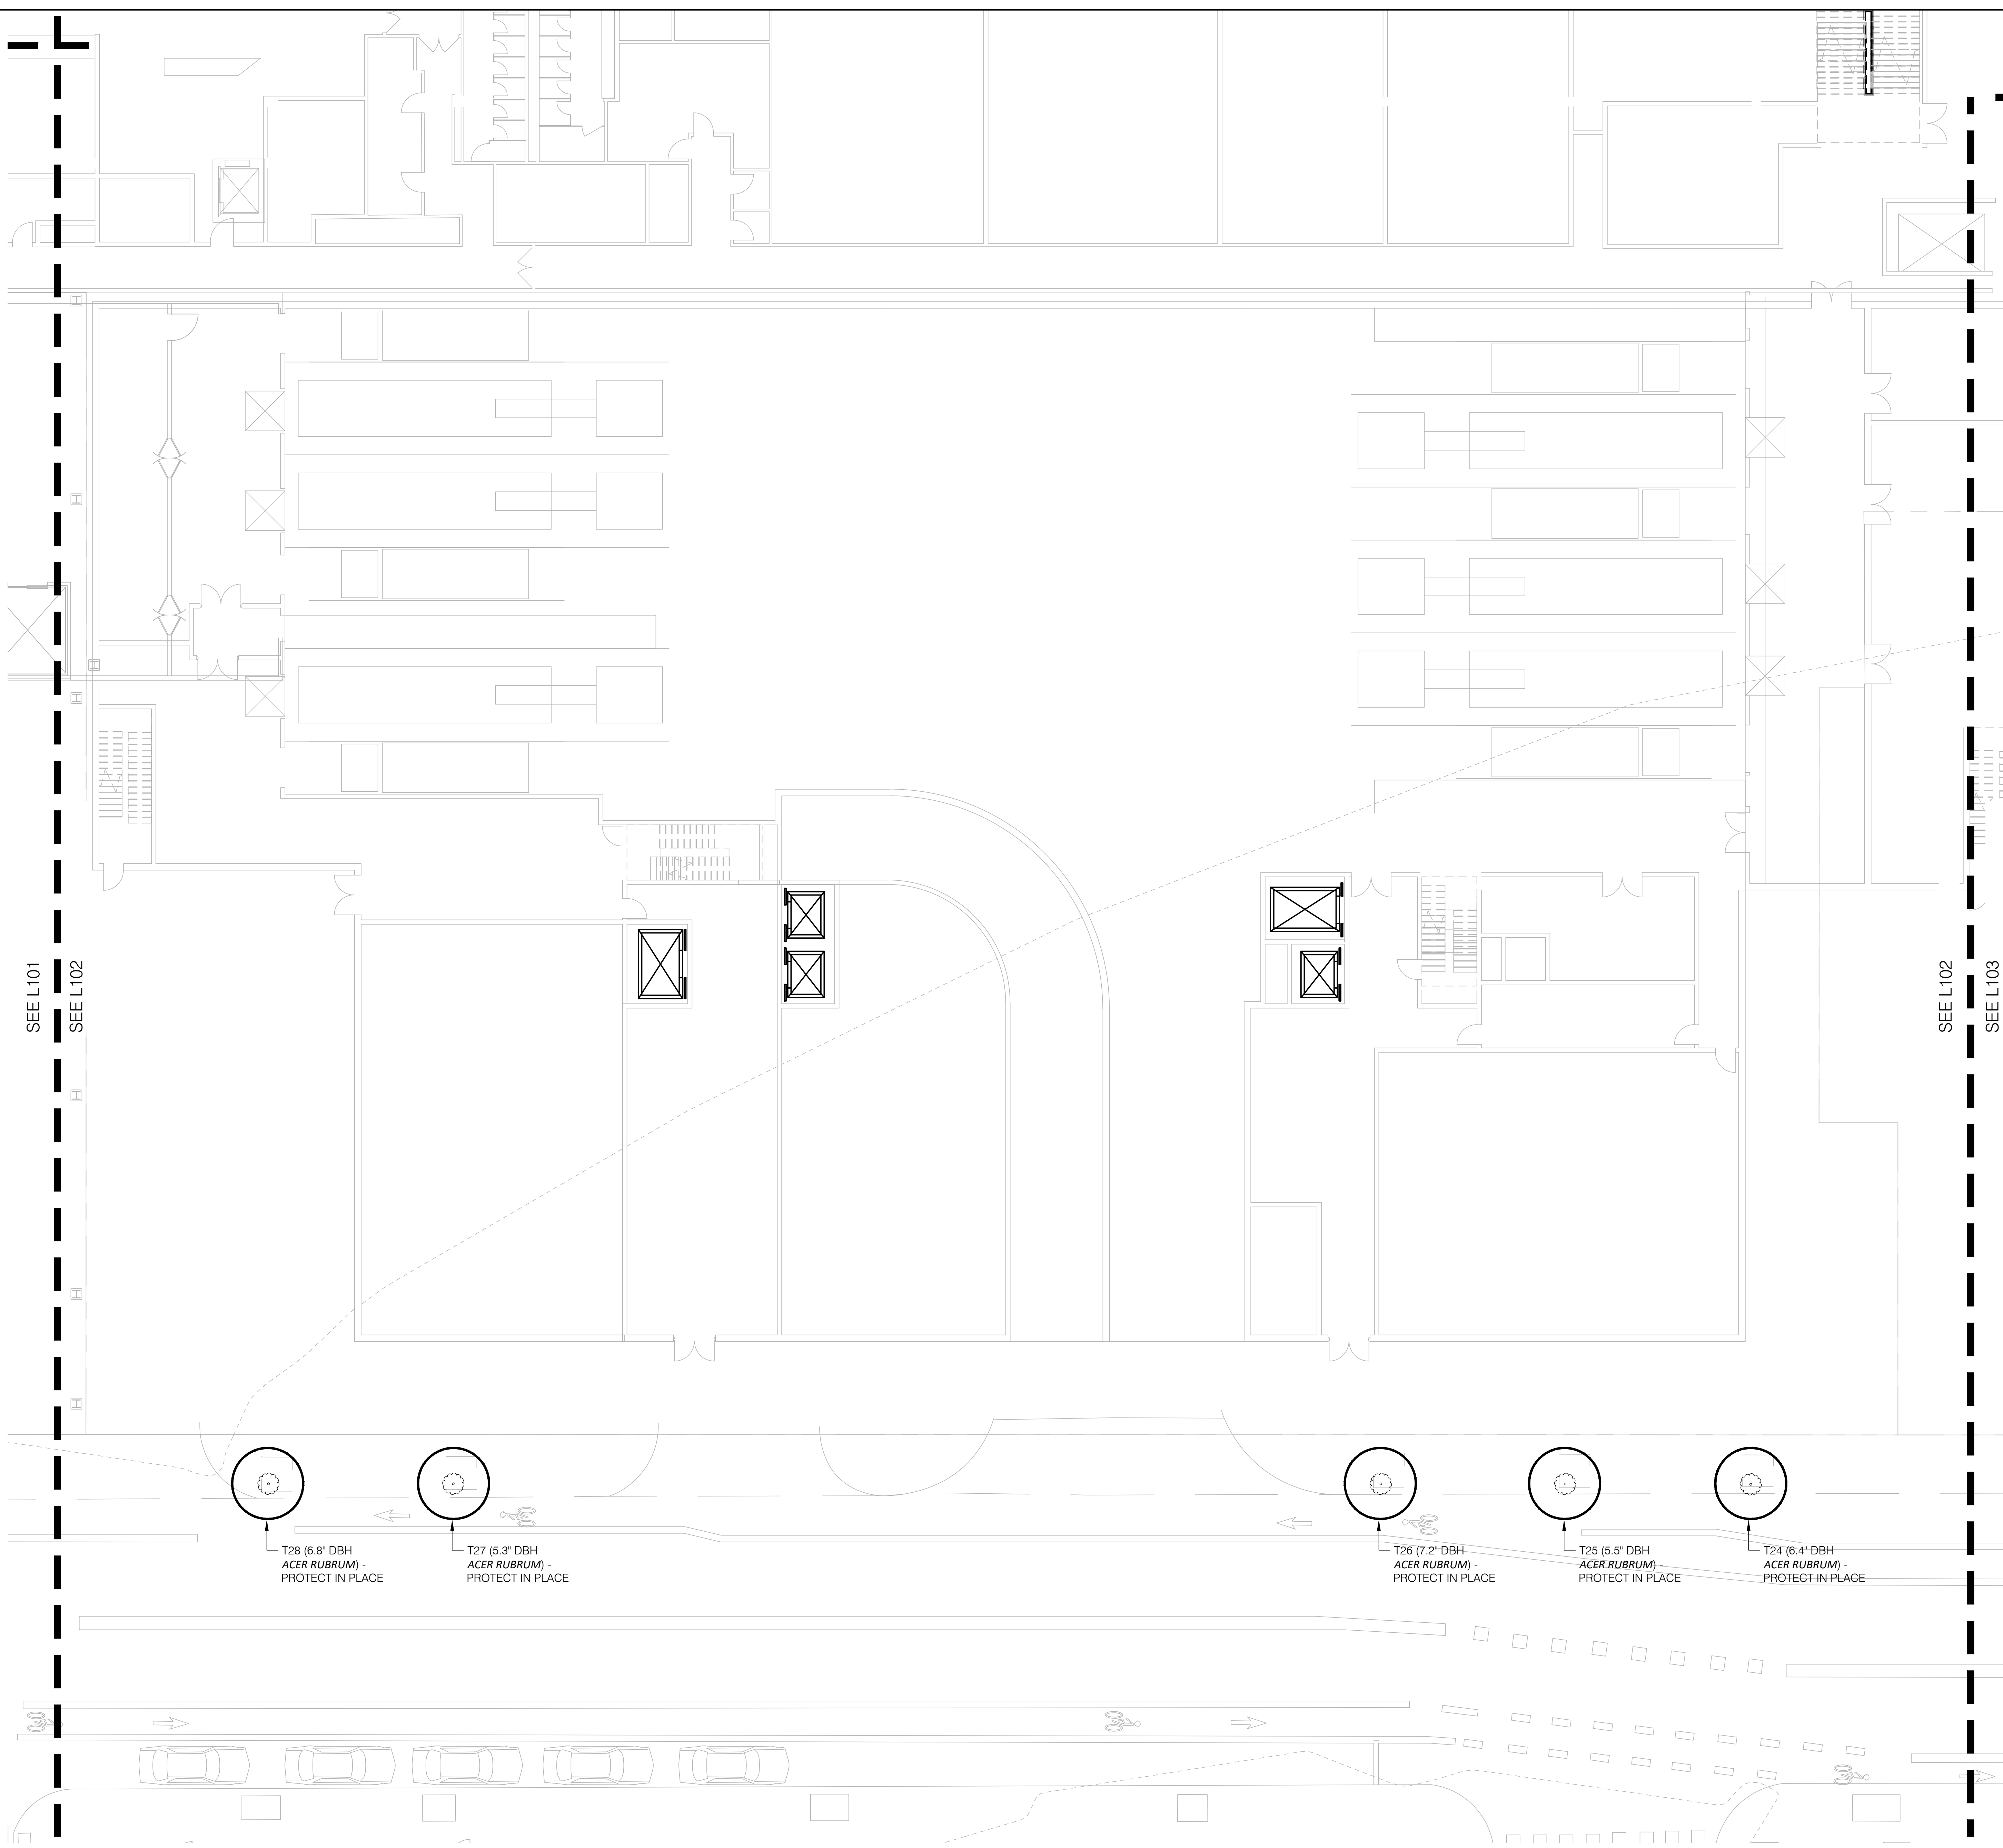 SEE L101
SEE L102
SEE L102
SEE L103
T28 (6.8" DBH
ACER RUBRUM) -
PROTECT IN PLACE
T27 (5.3" DBH
ACER RUBRUM) -
PROTECT IN PLACE
T26 (7.2" DBH
ACER RUBRUM) -
PROTECT IN PLACE
T25 (5.5" DBH
ACER RUBRUM) -
PROTECT IN PLACE
T24 (6.4" DBH
ACER RUBRUM) -
PROTECT IN PLACE